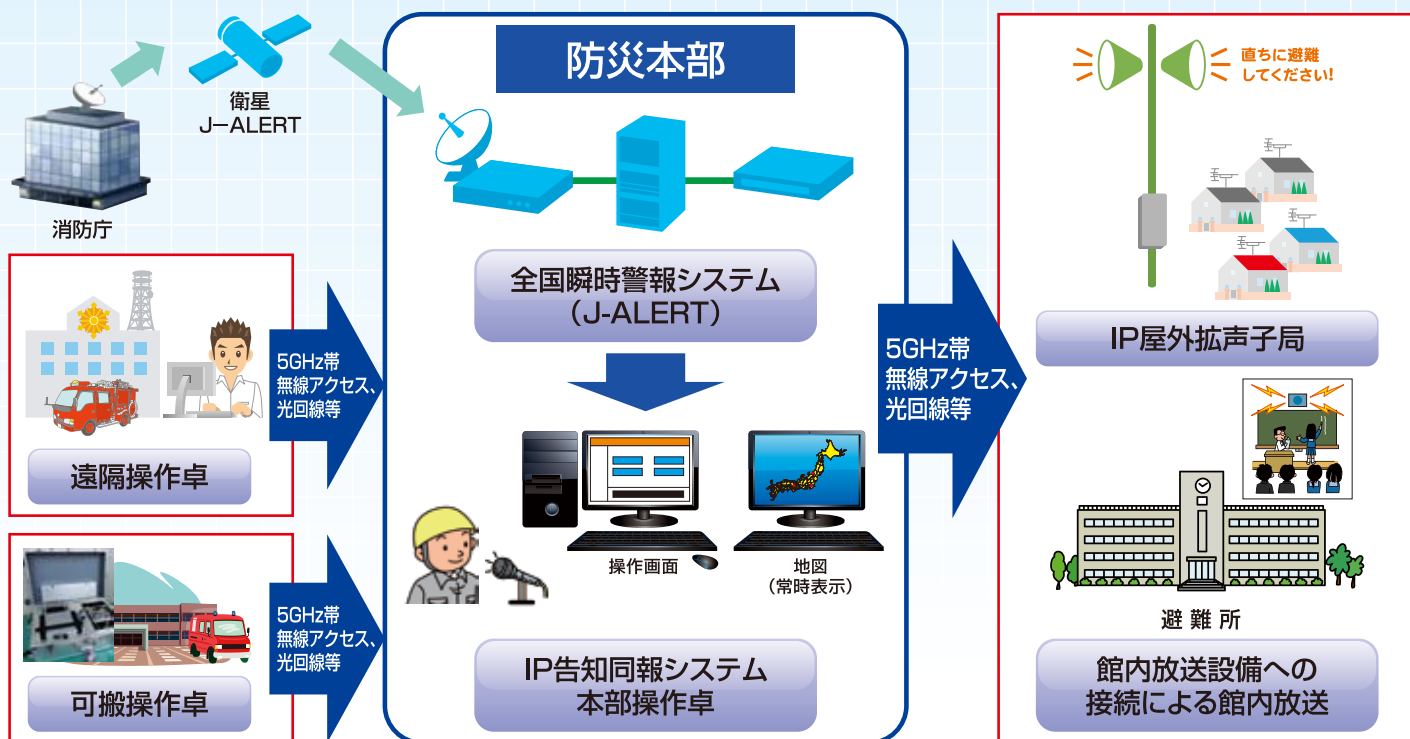 衛星
J-ALERT
消防庁
防災本部
全国瞬時警報システム
（J-ALERT）
操作画面
地図
（常時表示）
IP告知同報システム
本部操作卓
5GHz帯
無線アクセス、
光回線等
遠隔操作卓
5GHz帯
無線アクセス、
光回線等
可搬操作卓
5GHz帯
無線アクセス、
光回線等
直ちに避難
してください!
IP屋外拡声子局
避難所
館内放送設備への
接続による館内放送